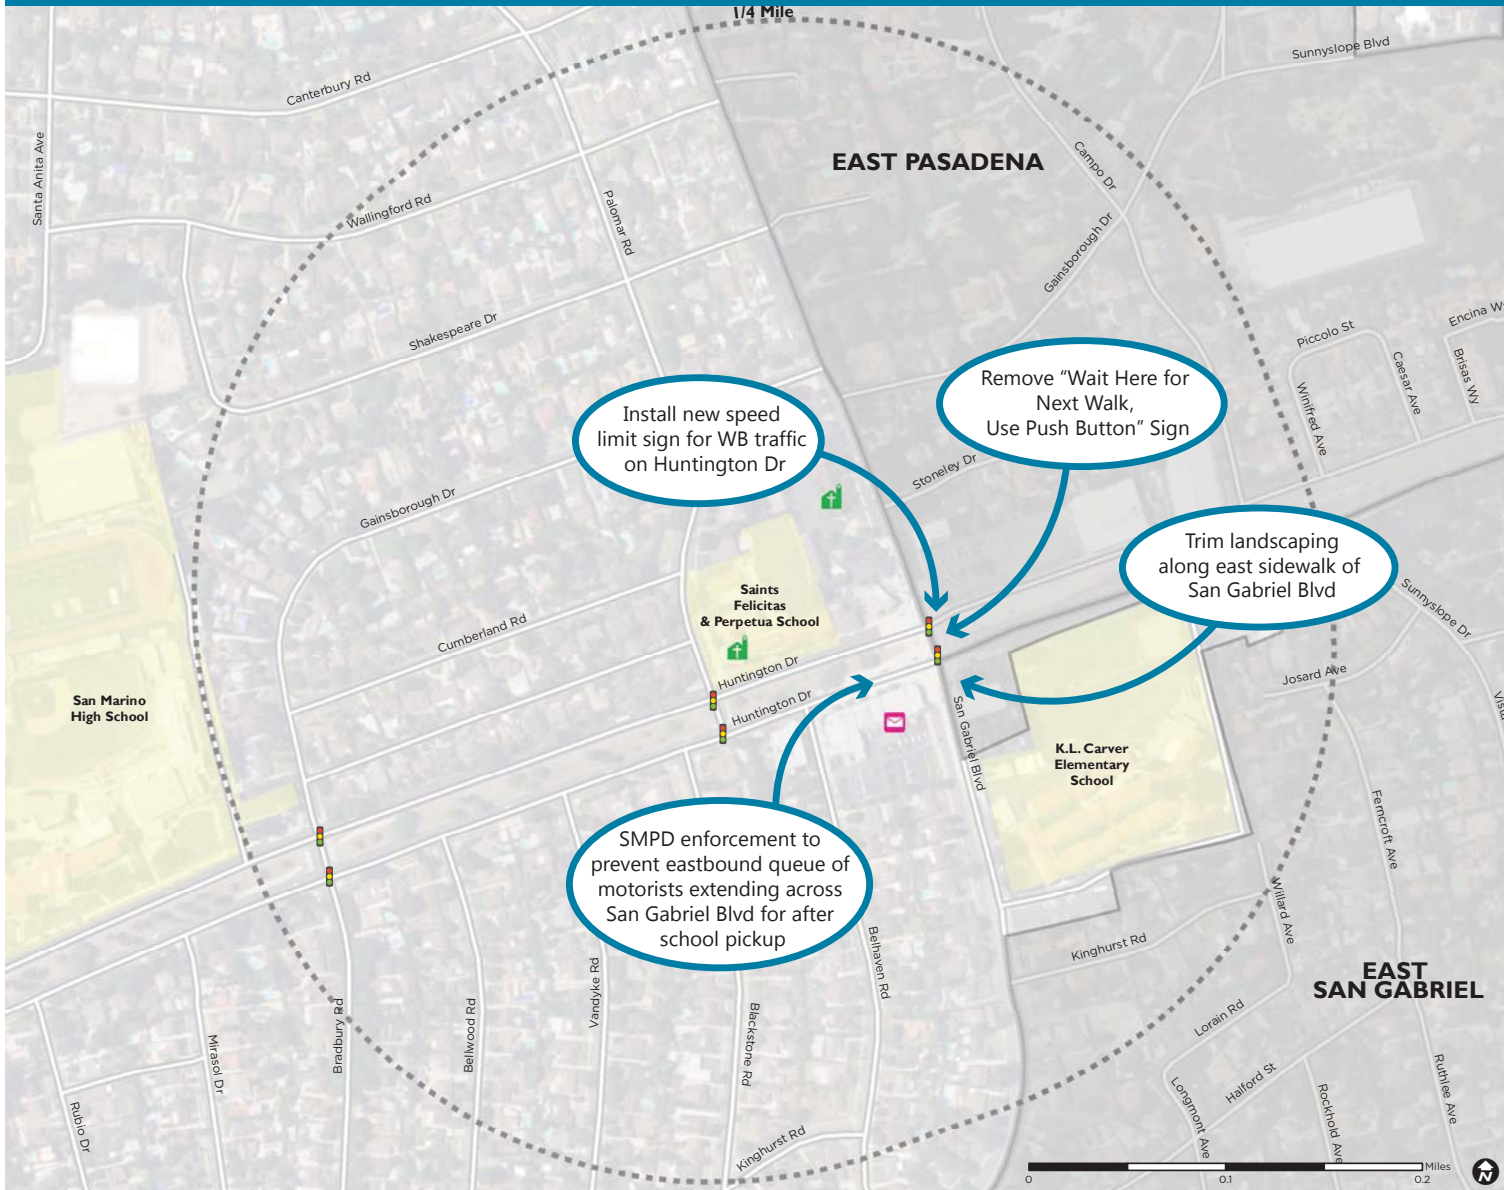 1/4 Mile
Sunnyslope Blvd
Canterbury Rd
Santa Anita Ave
EAST PASADENA
Campo Dr
Wallingford Rd
Palomar Rd
Gainsborough Dr
Shakespeare Dr
Piccolo St
Encina W
Caesar Ave
Brisas Wy
Winifred Ave
Install new speed
limit sign for WB traffic
on Huntington Dr
Remove “Wait Here for
Next Walk,
Use Push Button” Sign
Stoneley Dr
Gainsborough Dr
Trim landscaping
along east sidewalk of
San Gabriel Blvd
Saints
Felicitas
& Perpetua School
Cumberland Rd
Sunnyslope Dr
Josard Ave
Huntington Dr
Huntington Dr
San Marino
High School
San Gabriel Blvd
K.L. Carver
Elementary
School
Vista
Ferncroft Ave
SMPD enforcement to
prevent eastbound queue of
motorists extending across
San Gabriel Blvd for after
school pickup
Willard Ave
Belhaven Rd
Kinghurst Rd
EAST
SAN GABRIEL
Vandyke Rd
Bellwood Rd
Bradbury Rd
Blackstone Rd
Mirasol Dr
Lorain Rd
Halford St
Longmont Ave
Rockhold Ave
Ruthlee Ave
Rubio Dr
Kinghurst Rd
Miles
0
0.1
0.2
N